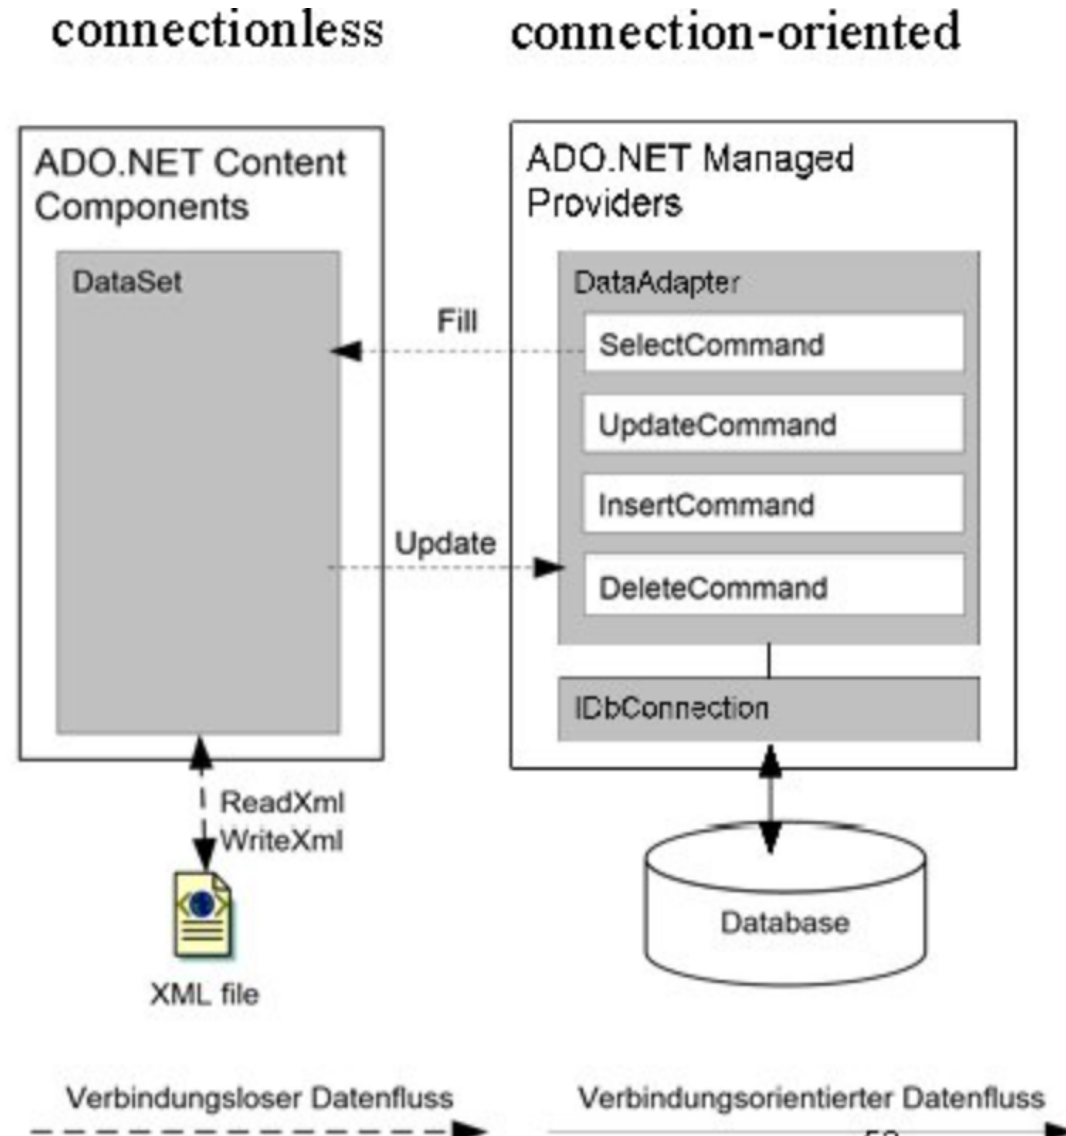 connectionless
connection-oriented
ADO.NET Content
Components
DataSet
Fill
Update
ADO.NET Managed
Providers
DataAdapter
SelectCommand
UpdateCommand
InsertCommand
DeleteCommand
IDbConnection
ReadXml
WriteXml
XML file
Database
Verbindungsloser Datenfluss
Verbindungsorientierter Datenfluss